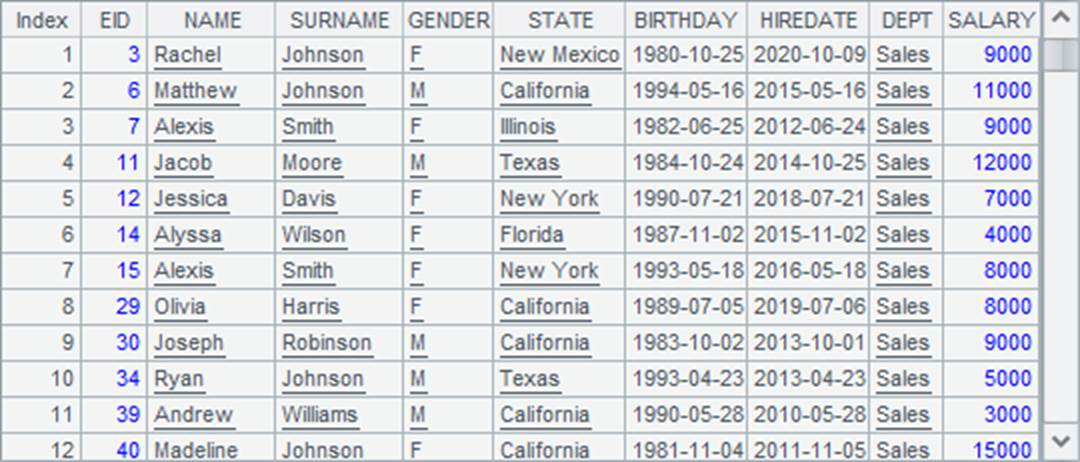 Index EID NAME SURNAME GENDER STATE BIRTHDAY HIREDATE DEPT SALARY
1 3 Rachel Johnson F New Mexico 1980-10-25 2020-10-09 Sales 9000
2 6 Matthew Johnson M California 1994-05-16 2015-05-16 Sales 11000
3 7 Alexis Smith F Illinois 1982-06-25 2012-06-24 Sales 9000
4 11 Jacob Moore M Texas 1984-10-24 2014-10-25 Sales 12000
5 12 Jessica Davis F New York 1990-07-21 2018-07-21 Sales 7000
6 14 Alyssa Wilson F Florida 1987-11-02 2015-11-02 Sales 4000
7 15 Alexis Smith F New York 1993-05-18 2016-05-18 Sales 8000
8 29 Olivia Harris F California 1989-07-05 2019-07-06 Sales 8000
9 30 Joseph Robinson M California 1983-10-02 2013-10-01 Sales 9000
10 34 Ryan Johnson M Texas 1993-04-23 2013-04-23 Sales 5000
11 39 Andrew Williams M California 1990-05-28 2010-05-28 Sales 3000
12 40 Madeline Johnson F California 1981-11-04 2011-11-05 Sales 15000